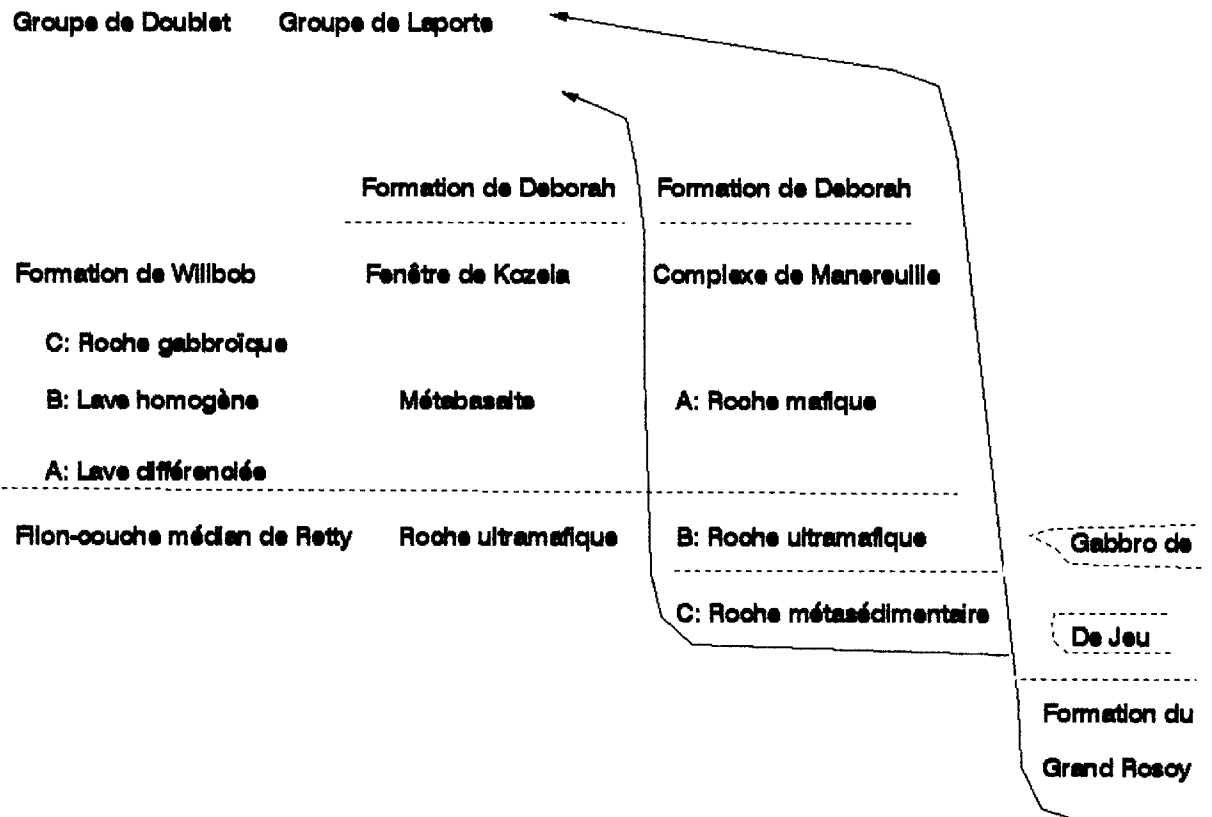 Groupe de Doublet Groupe de Laporte
Formation de Deborah Formation de Deborah
Formation de Willbob Fenêtre de Kozela Complexe de Manereuille
C: Roche gabbroïque
B: Lave homogène Métabasalte A: Roche mafique
A: Lave différenciée
Filon-couche médian de Retty Roche ultramafique B: Roche ultramafique Gabbro de
C: Roche métasédimentaire
De Jeu
Formation du
Grand Rosoy